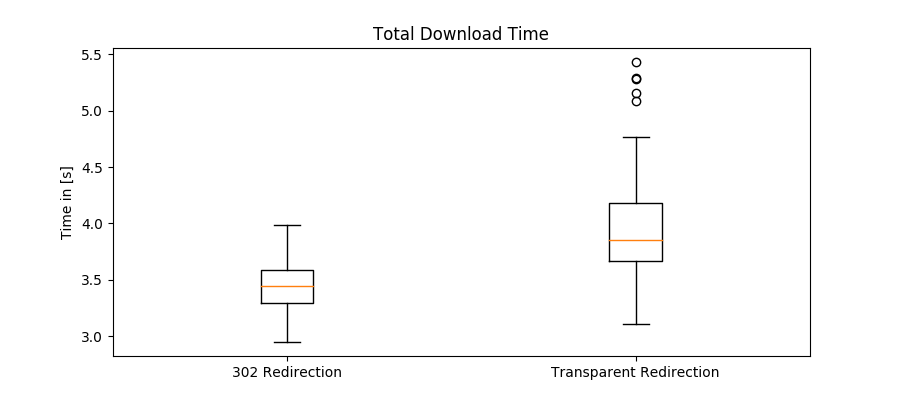 Total Download Time
5.5
5.0
4.5
4.0
3.5
3.0
Time in [s]
302 Redirection
Transparent Redirection